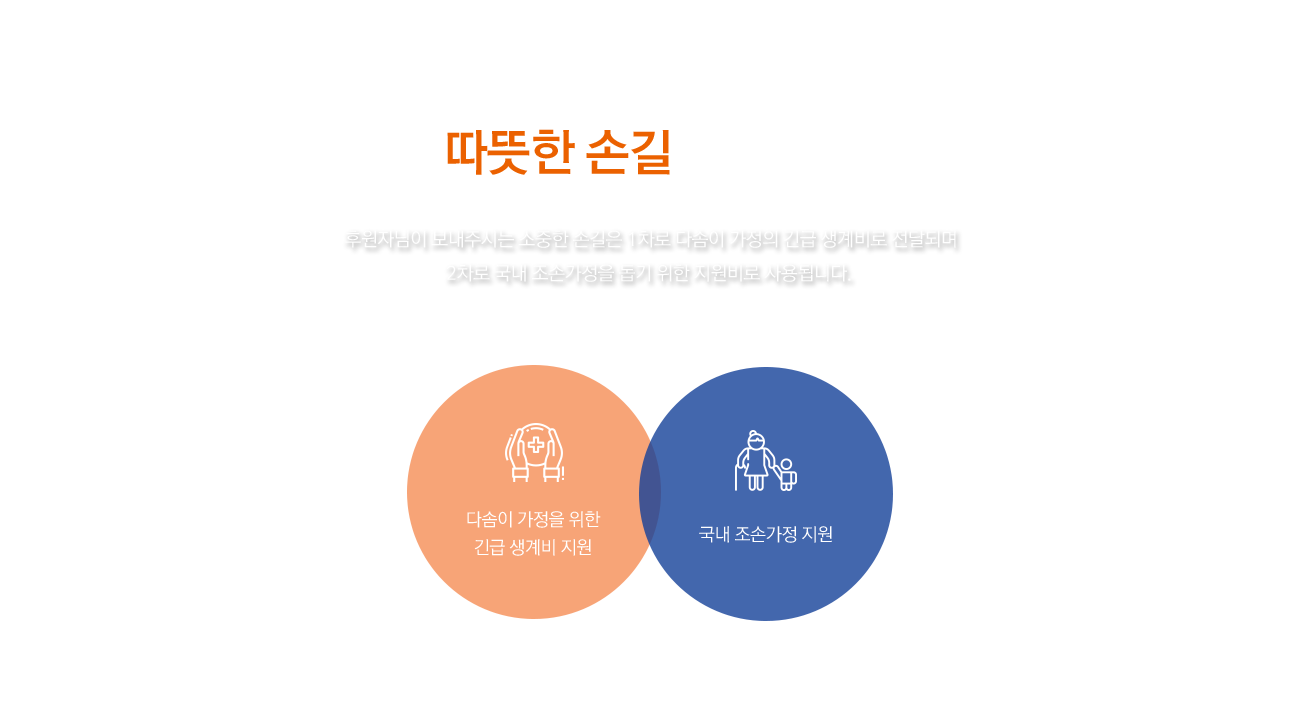 따뜻한 손길
후원자님이 보내주시는 소중한 손길은 1차로 다솜이 가정의 긴급 생계비로 전달되며
2차로 국내 조손가정을 돕기 위한 지원비로 사용됩니다.
다솜이 가정을 위한
긴급 생계비 지원
국내 조손가정 지원